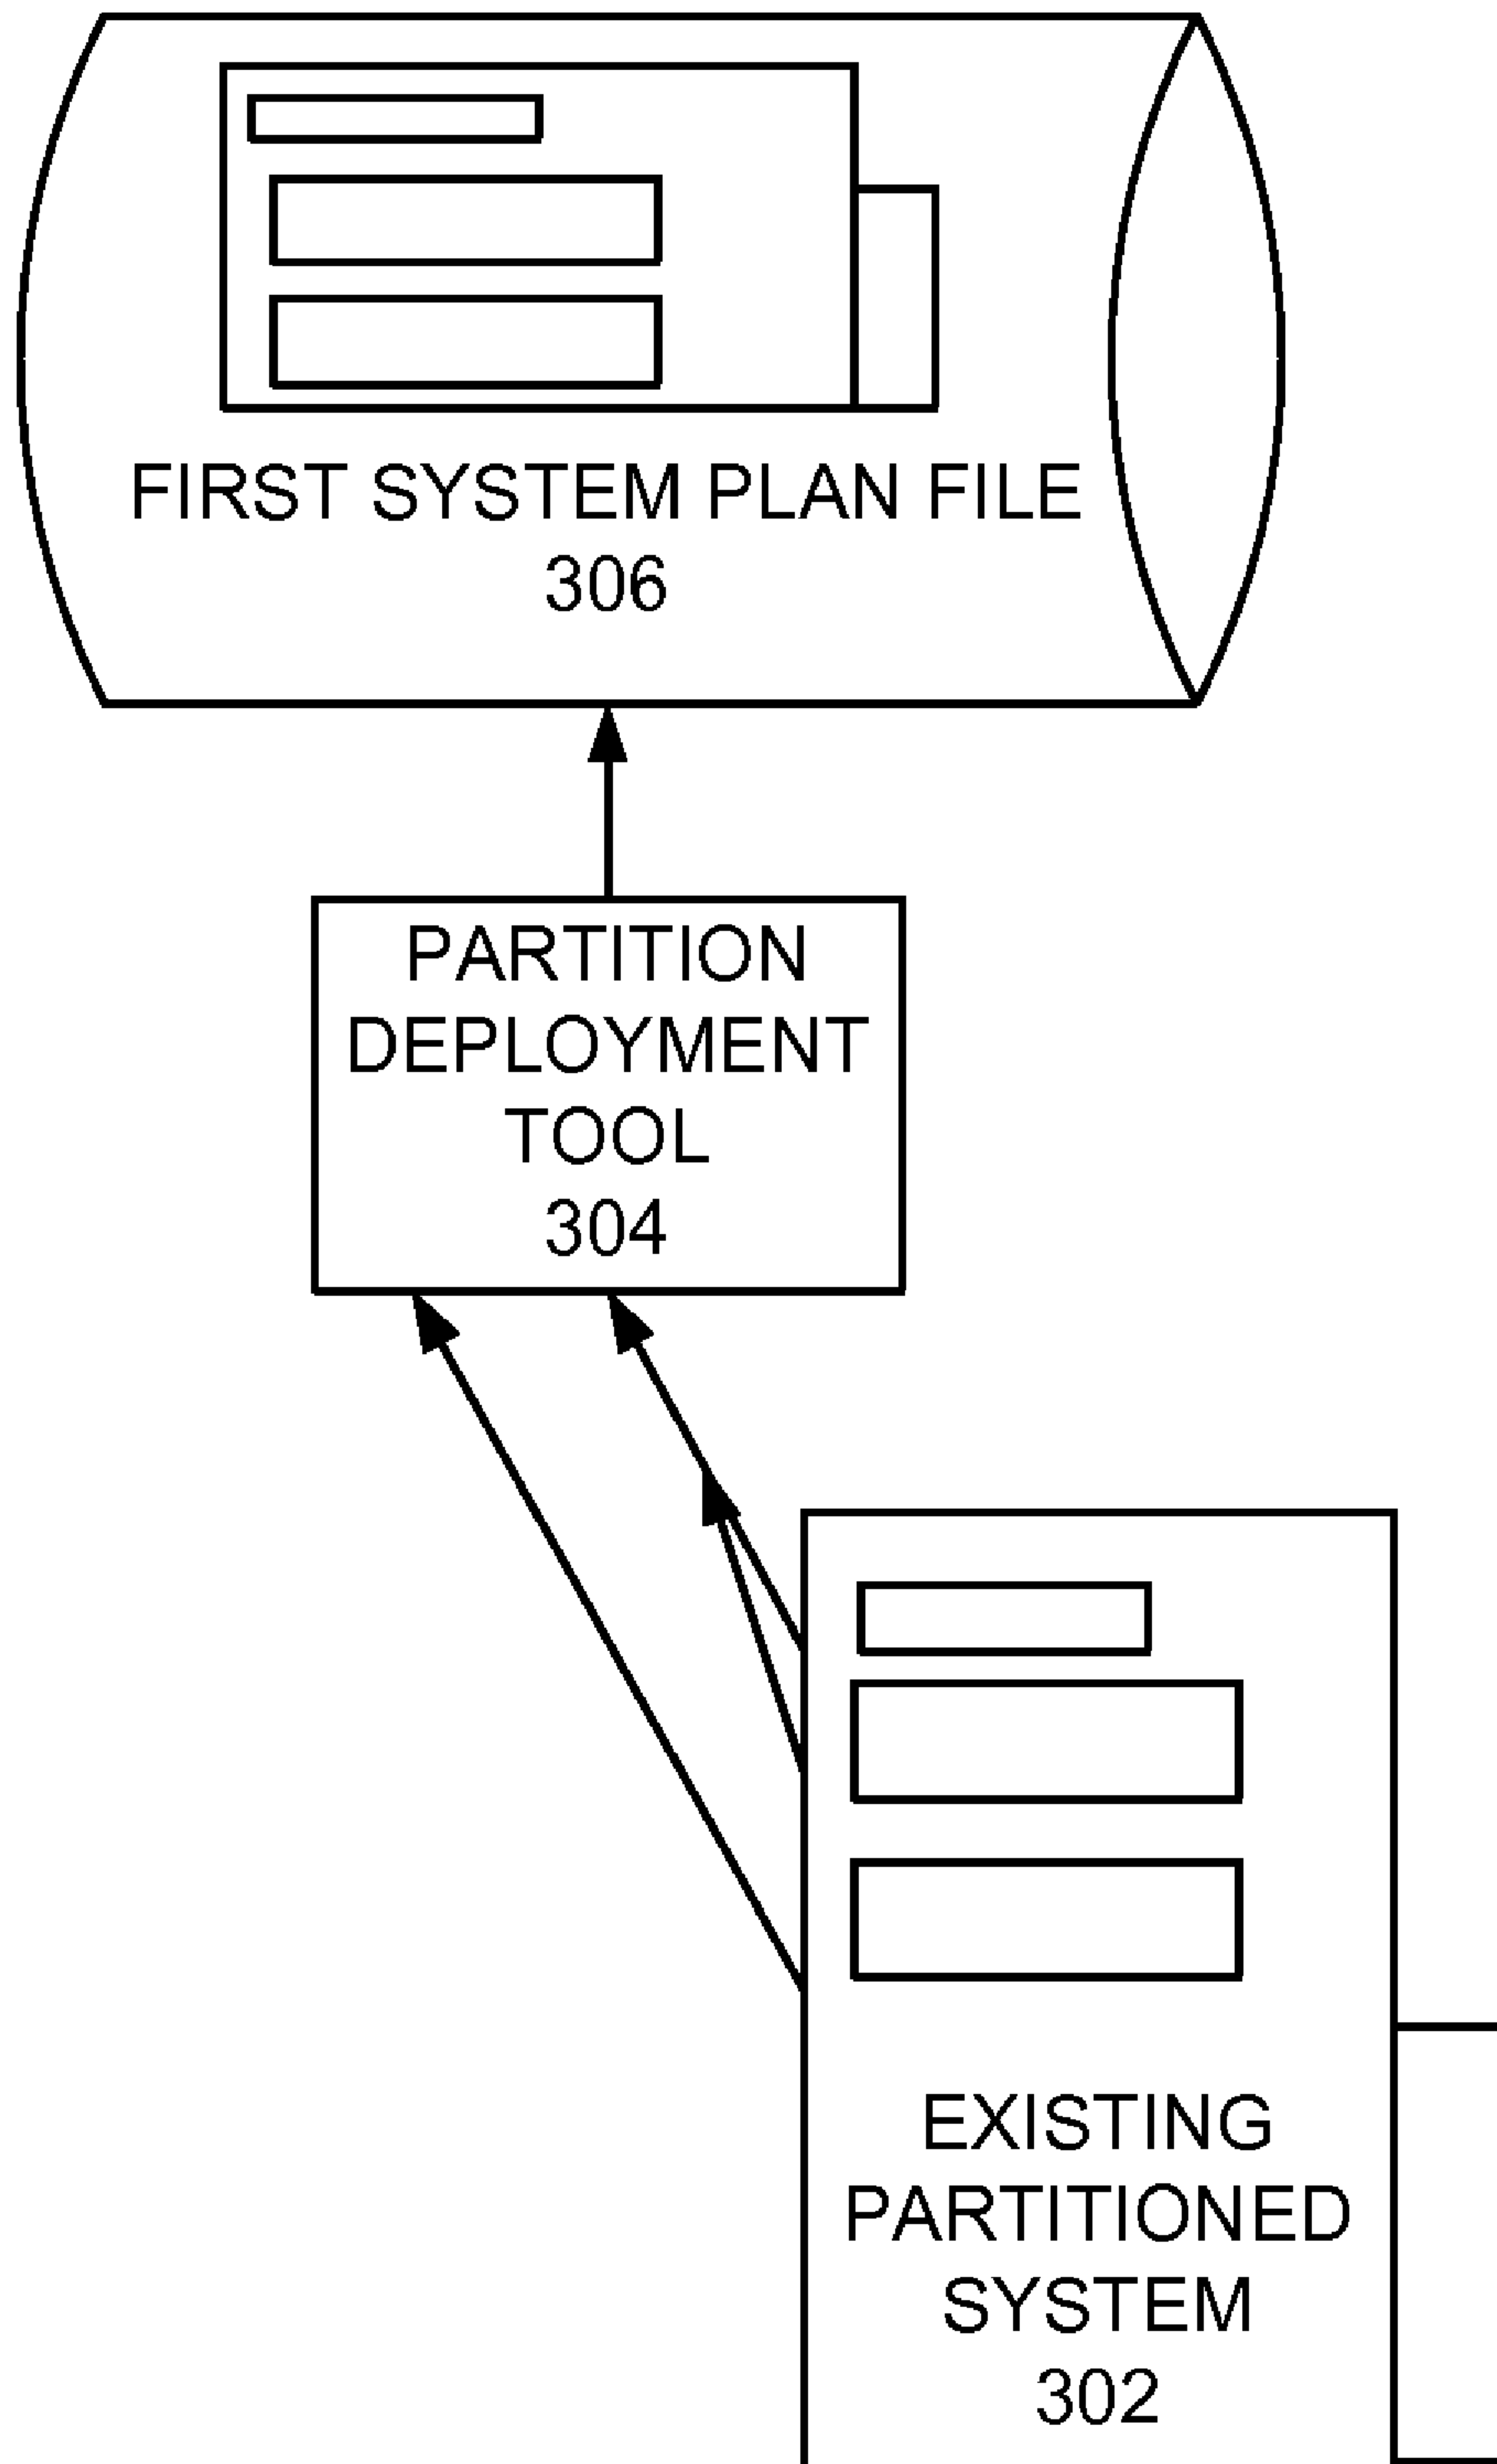 FIRST SYSTEM PLAN FILE
306
PARTITION
DEPLOYMENT
TOOL
304
EXISTING
PARTITIONED
SYSTEM
302